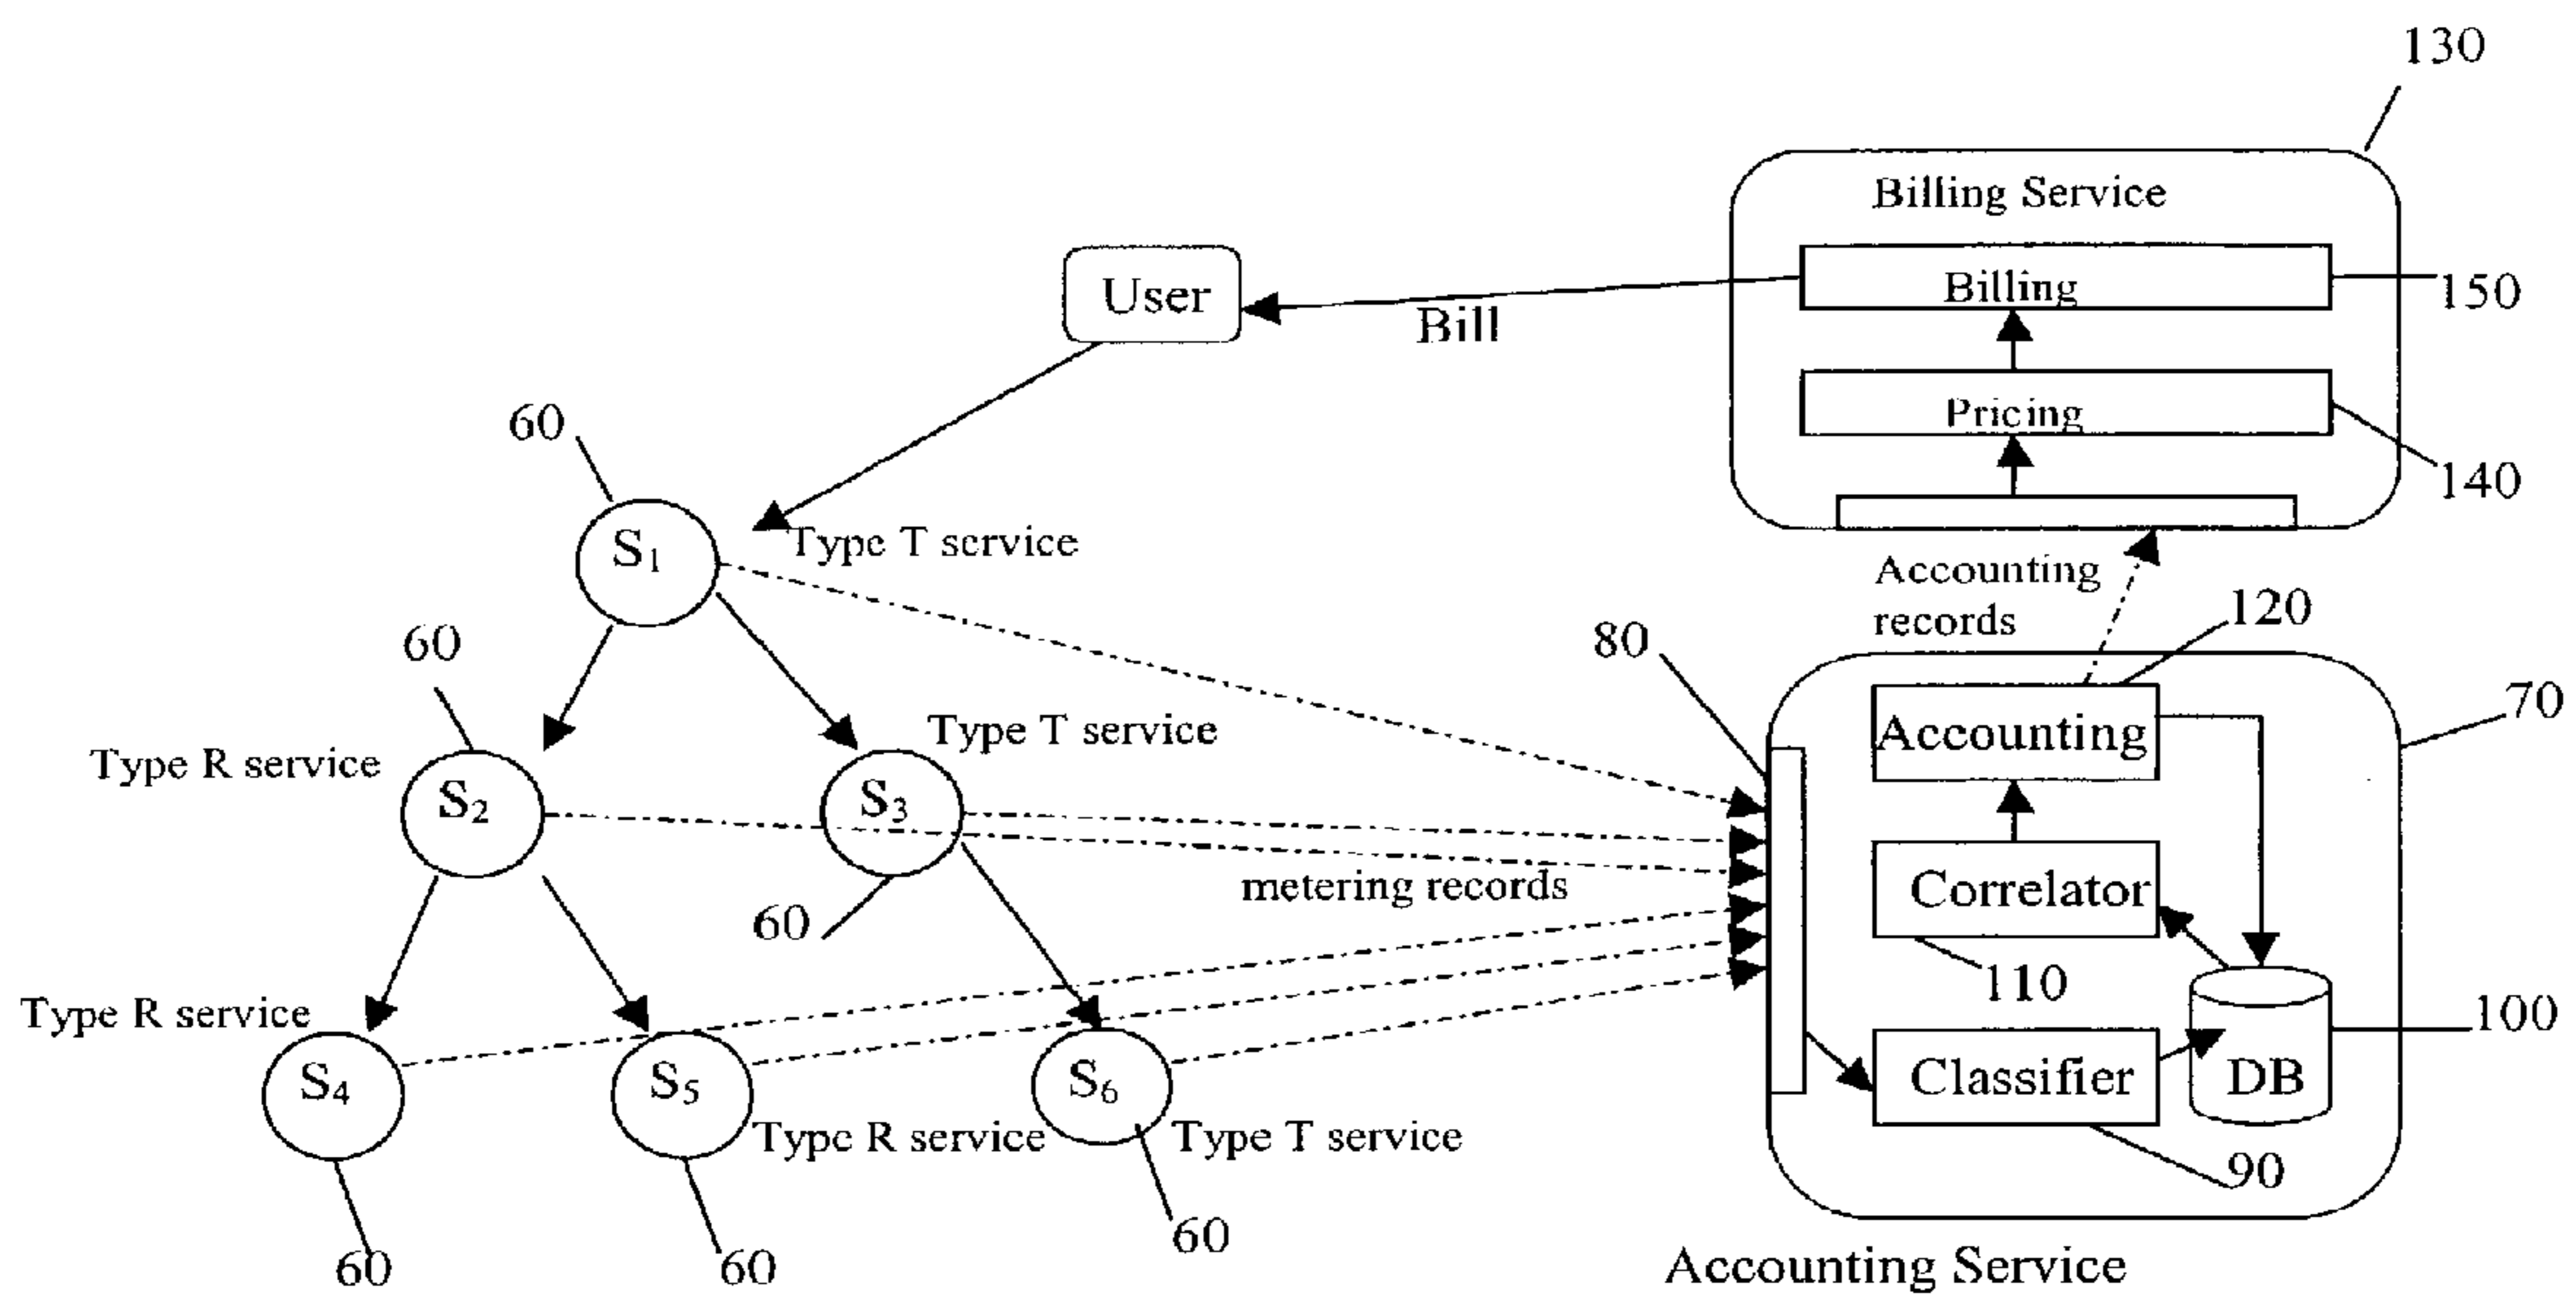 130
Billing Service
User
Billing
150
Bill
Pricing
140
60
S1
Type T service
Accounting
records
120
80
60
70
Type R service
S2
Type T service
S3
Accounting
metering records
Correlator
60
110
100
Type R service
S4
S5
S6
Classifier
DB
Type R service
Type T service
90
60
60
60
Accounting Service